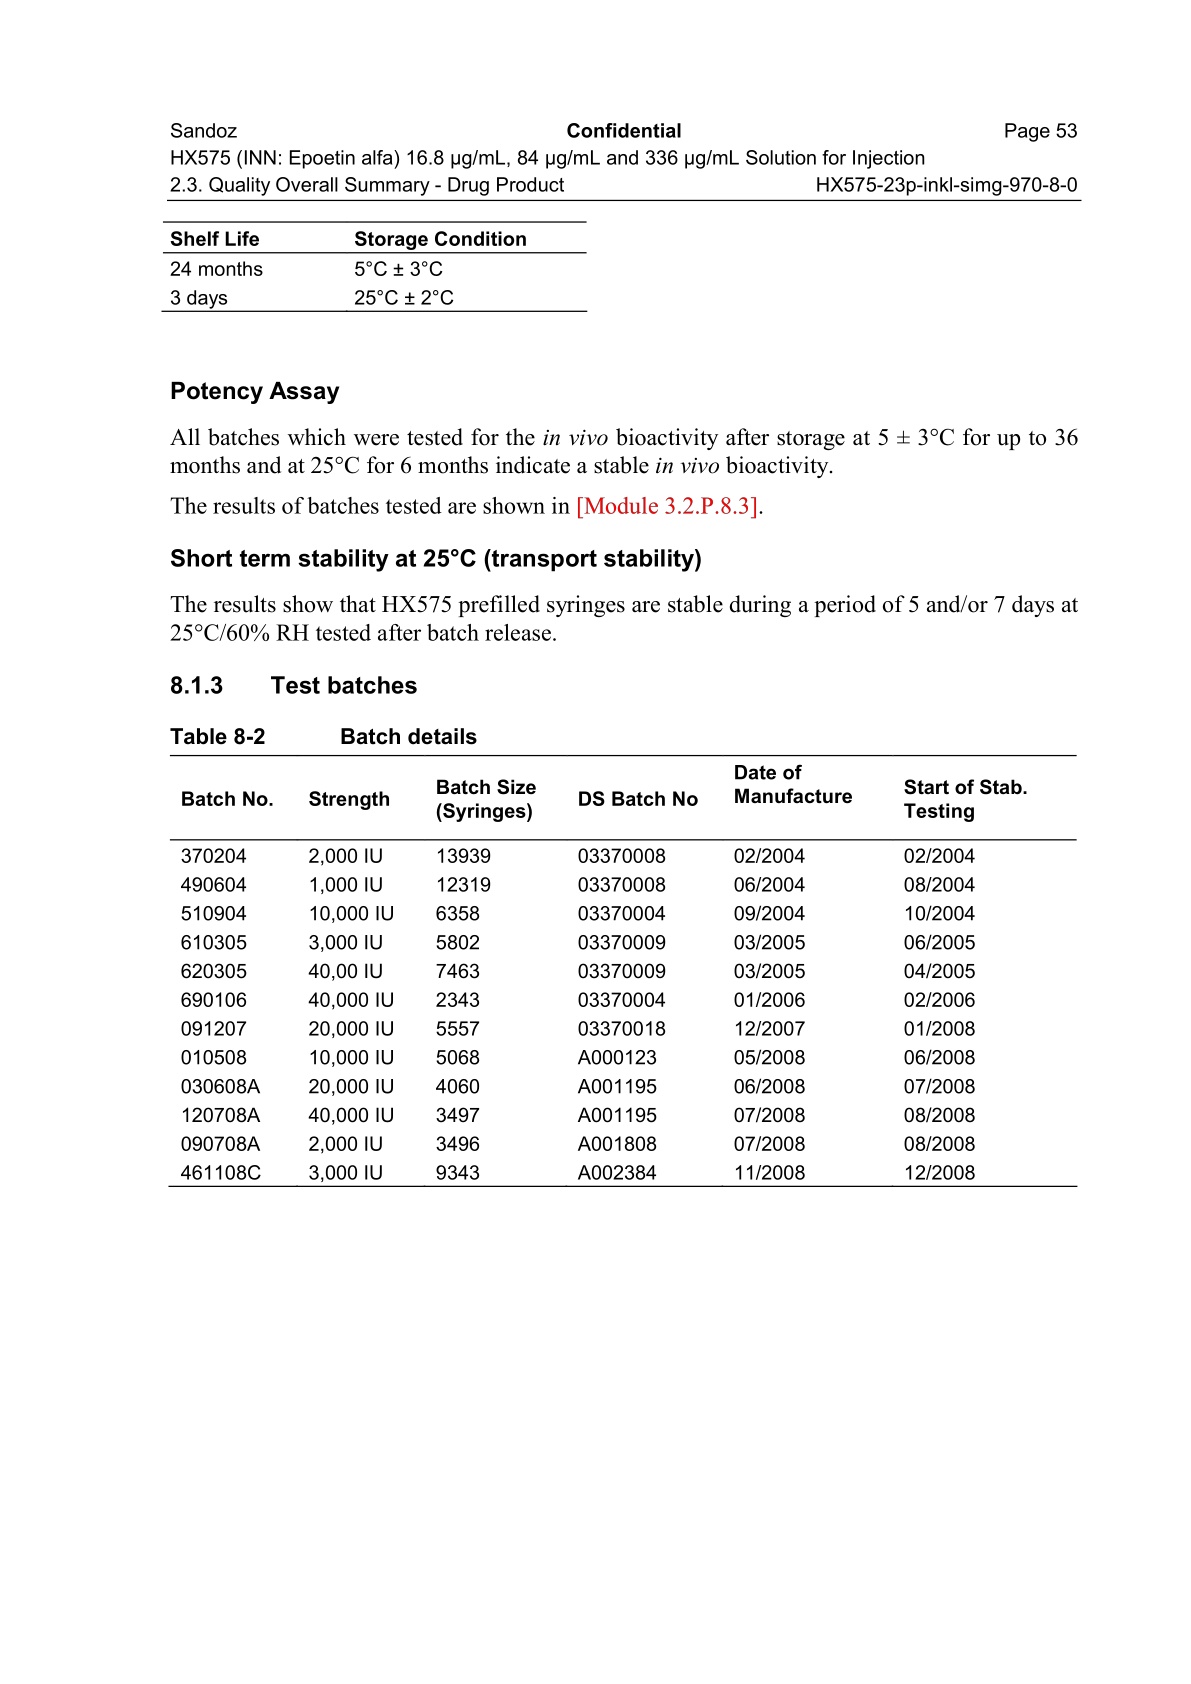 Sandoz Confidential Page 53
HX575 (INN: Epoetin alfa) 16.8 µg/mL, 84 µg/mL and 336 µg/mL Solution for Injection
2.3. Quality Overall Summary - Drug Product HX575-23p-inkl-simg-970-8-0
Shelf Life Storage Condition
24 months 5°C ± 3°C
3 days 25°C ± 2°C
Potency Assay
All batches which were tested for the in vivo bioactivity after storage at 5 ± 3°C for up to 36
months and at 25°C for 6 months indicate a stable in vivo bioactivity.
The results of batches tested are shown in [Module 3.2.P.8.3].
Short term stability at 25°C (transport stability)
The results show that HX575 prefilled syringes are stable during a period of 5 and/or 7 days at
25°C/60% RH tested after batch release.
8.1.3 Test batches
Table 8-2 Batch details
Batch No. Strength Batch Size (Syringes) DS Batch No Date of Manufacture Start of Stab. Testing
370204 2,000 IU 13939 03370008 02/2004 02/2004
490604 1,000 IU 12319 03370008 06/2004 08/2004
510904 10,000 IU 6358 03370004 09/2004 10/2004
610305 3,000 IU 5802 03370009 03/2005 06/2005
620305 40,00 IU 7463 03370009 03/2005 04/2005
690106 40,000 IU 2343 03370004 01/2006 02/2006
091207 20,000 IU 5557 03370018 12/2007 01/2008
010508 10,000 IU 5068 A000123 05/2008 06/2008
030608A 20,000 IU 4060 A001195 06/2008 07/2008
120708A 40,000 IU 3497 A001195 07/2008 08/2008
090708A 2,000 IU 3496 A001808 07/2008 08/2008
461108C 3,000 IU 9343 A002384 11/2008 12/2008